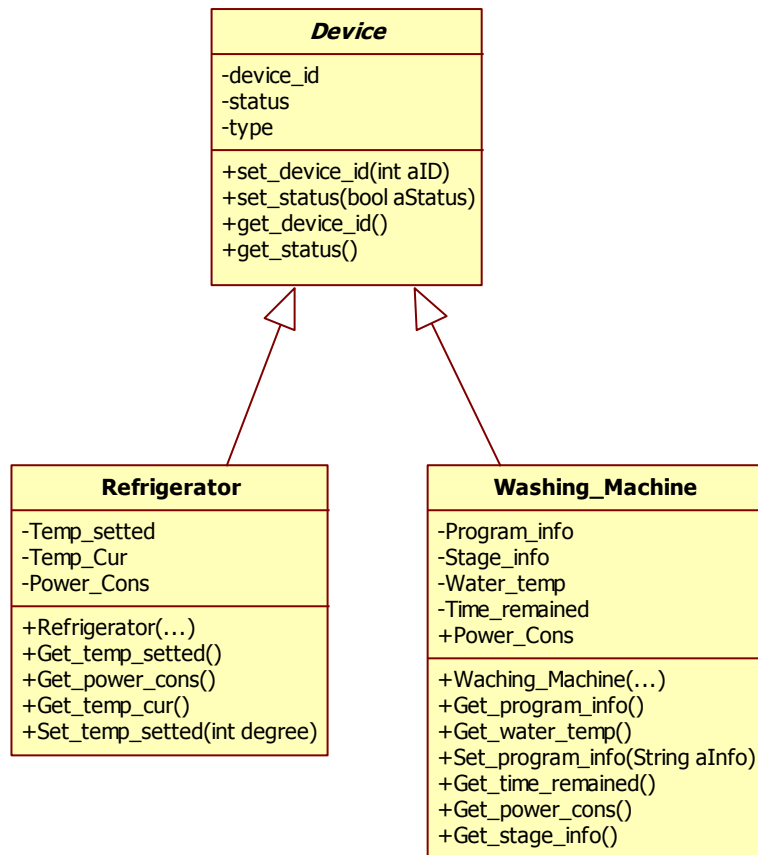 Device
-device_id
-status
-type
+set_device_id(int aID)
+set_status(bool aStatus)
+get_device_id()
+get_status()
Refrigerator
-Temp_setted
-Temp_Cur
-Power_Cons
+Refrigerator(...)
+Get_temp_setted()
+Get_power_cons()
+Get_temp_cur()
+Set_temp_setted(int degree)
Washing_Machine
-Program_info
-Stage_info
-Water_temp
-Time_remained
+Power_Cons
+Waching_Machine(...)
+Get_program_info()
+Get_water_temp()
+Set_program_info(String aInfo)
+Get_time_remained()
+Get_power_cons()
+Get_stage_info()